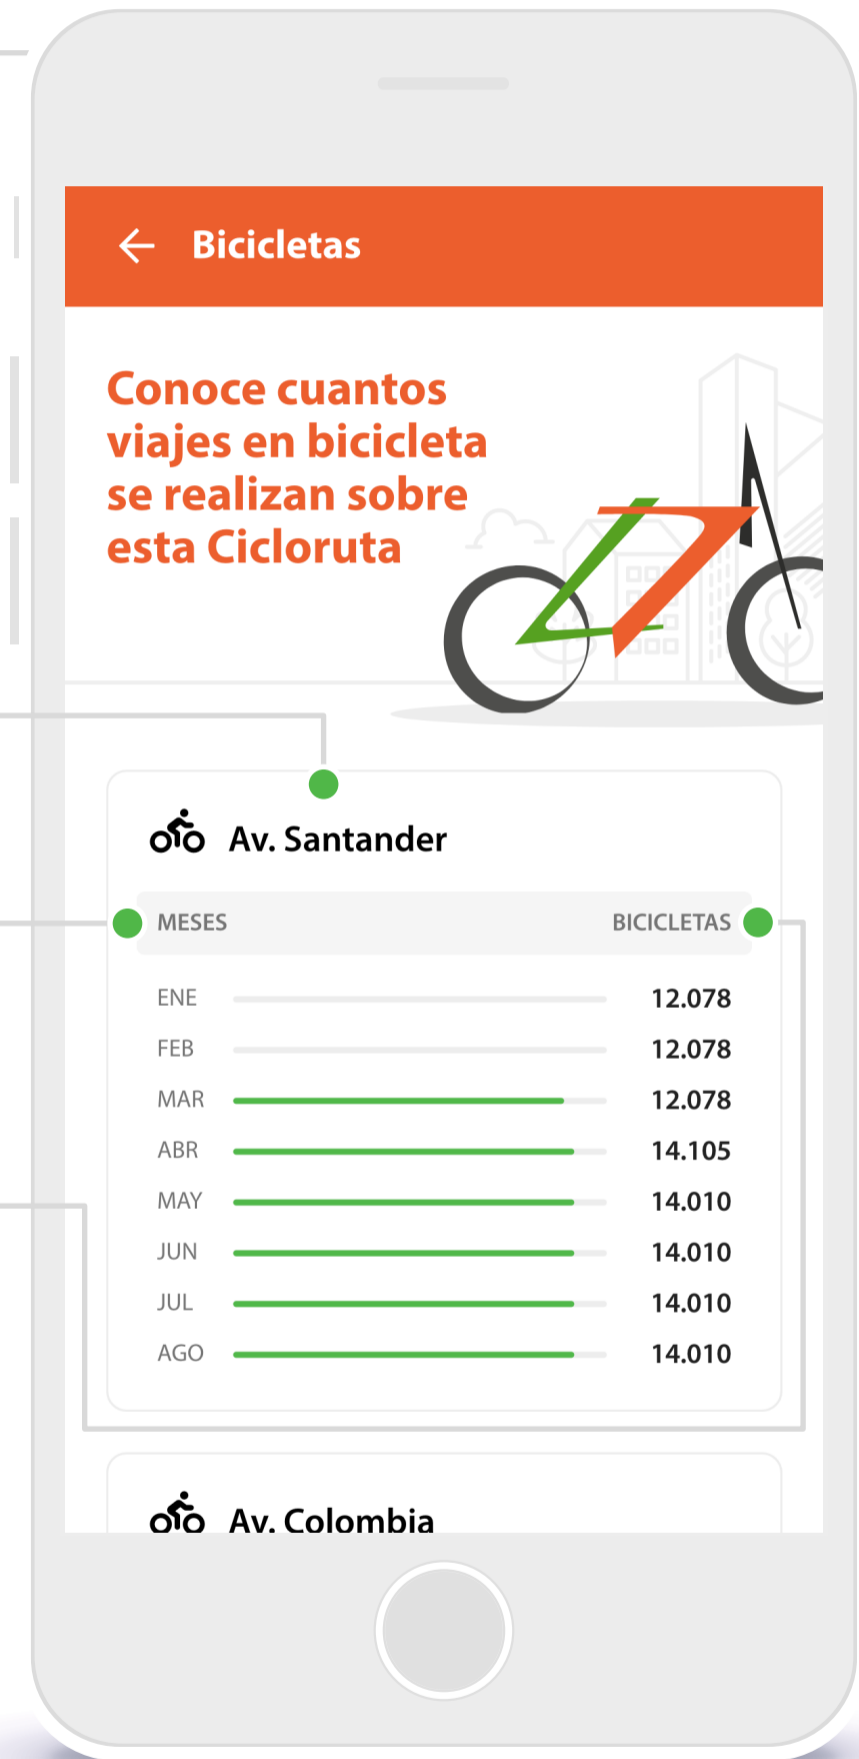 Bicicletas
Conoce cuantos
viajes en bicicleta
se realizan sobre
esta Cicloruta
Av. Santander
MESES BICICLETAS
ENE 12.078
FEB 12.078
MAR 12.078
ABR 14.105
MAY 14.010
JUN 14.010
JUL 14.010
AGO 14.010
Av. Colombia